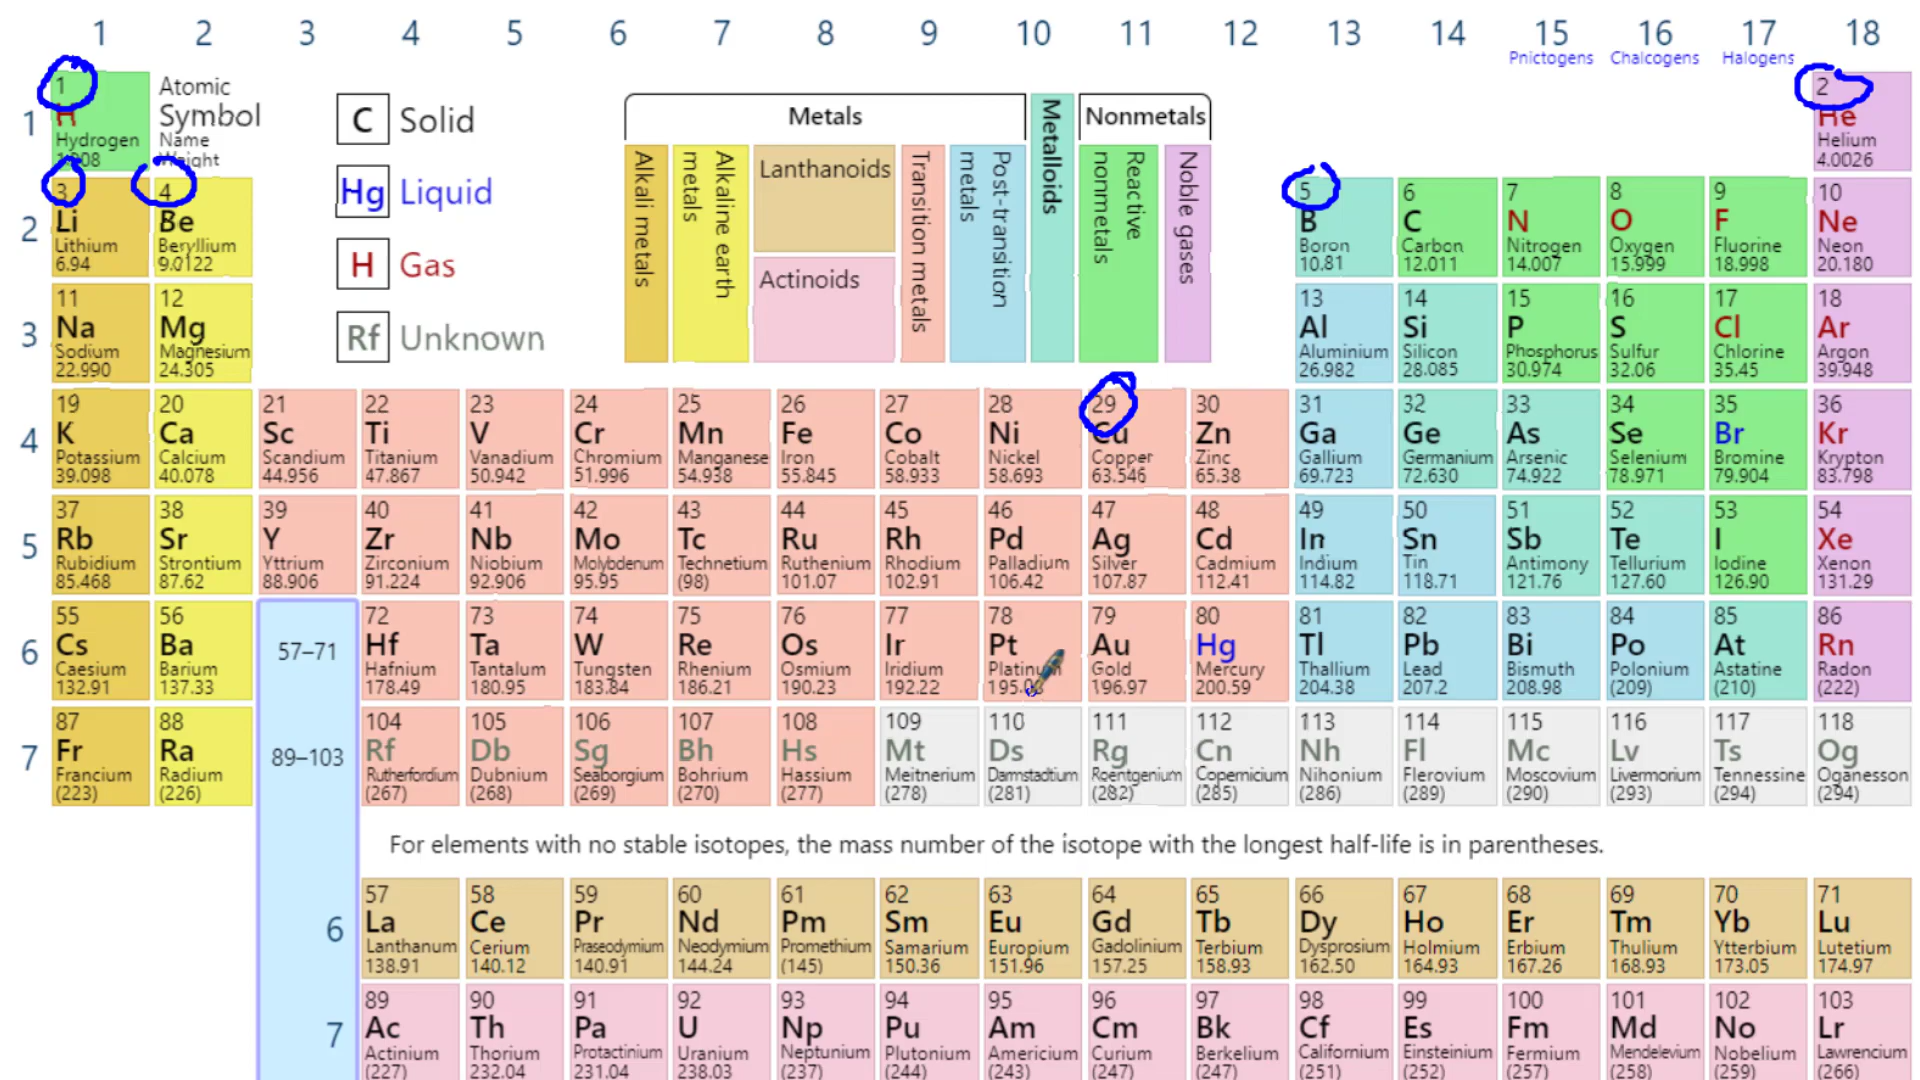 1 2 3 4 5 6 7 8 9 10 11 12 13 14 15 16 17 18
Pnictogens Chalcogens Halogens
1
1
H
Hydrogen
1.008
Atomic
Symbol
Name
Weight
C Solid
Hg Liquid
H Gas
Rf Unknown
Metals
Metalloids
Nonmetals
Alkali metals
Alkaline earth metals
Lanthanoids
Actinoids
Transition metals
Post-transition metals
Reactive nonmetals
Noble gases
2
He
Helium
4.0026
2
3 4 5 6 7 8 9 10
Li Be B C N O F Ne
Lithium Beryllium Boron Carbon Nitrogen Oxygen Fluorine Neon
6.94 9.0122 10.81 12.011 14.007 15.999 18.998 20.180
3
11 12 13 14 15 16 17 18
Na Mg Al Si P S Cl Ar
Sodium Magnesium Aluminium Silicon Phosphorus Sulfur Chlorine Argon
22.990 24.305 26.982 28.085 30.974 32.06 35.45 39.948
4
19 20 21 22 23 24 25 26 27 28 29 30 31 32 33 34 35 36
K Ca Sc Ti V Cr Mn Fe Co Ni Cu Zn Ga Ge As Se Br Kr
Potassium Calcium Scandium Titanium Vanadium Chromium Manganese Iron Cobalt Nickel Copper Zinc Gallium Germanium Arsenic Selenium Bromine Krypton
39.098 40.078 44.956 47.867 50.942 51.996 54.938 55.845 58.933 58.693 63.546 65.38 69.723 72.630 74.922 78.971 79.904 83.798
5
37 38 39 40 41 42 43 44 45 46 47 48 49 50 51 52 53 54
Rb Sr Y Zr Nb Mo Tc Ru Rh Pd Ag Cd In Sn Sb Te I Xe
Rubidium Strontium Yttrium Zirconium Niobium Molybdenum Technetium Ruthenium Rhodium Palladium Silver Cadmium Indium Tin Antimony Tellurium Iodine Xenon
85.468 87.62 88.906 91.224 92.906 95.95 (98) 101.07 102.91 106.42 107.87 112.41 114.82 118.71 121.76 127.60 126.90 131.29
6
55 56 57–71 72 73 74 75 76 77 78 79 80 81 82 83 84 85 86
Cs Ba Hf Ta W Re Os Ir Pt Au Hg Tl Pb Bi Po At Rn
Caesium Barium Hafnium Tantalum Tungsten Rhenium Osmium Iridium Platinum Gold Mercury Thallium Lead Bismuth Polonium Astatine Radon
132.91 137.33 178.49 180.95 183.84 186.21 190.23 192.22 195.08 196.97 200.59 204.38 207.2 208.98 (209) (210) (222)
7
87 88 89–103 104 105 106 107 108 109 110 111 112 113 114 115 116 117 118
Fr Ra Rf Db Sg Bh Hs Mt Ds Rg Cn Nh Fl Mc Lv Ts Og
Francium Radium Rutherfordium Dubnium Seaborgium Bohrium Hassium Meitnerium Darmstadtium Roentgenium Copernicium Nihonium Flerovium Moscovium Livermorium Tennessine Oganesson
(223) (226) (267) (268) (269) (270) (277) (278) (281) (282) (285) (286) (289) (290) (293) (294) (294)
For elements with no stable isotopes, the mass number of the isotope with the longest half-life is in parentheses.
6
57 58 59 60 61 62 63 64 65 66 67 68 69 70 71
La Ce Pr Nd Pm Sm Eu Gd Tb Dy Ho Er Tm Yb Lu
Lanthanum Cerium Praseodymium Neodymium Promethium Samarium Europium Gadolinium Terbium Dysprosium Holmium Erbium Thulium Ytterbium Lutetium
138.91 140.12 140.91 144.24 (145) 150.36 151.96 157.25 158.93 162.50 164.93 167.26 168.93 173.05 174.97
7
89 90 91 92 93 94 95 96 97 98 99 100 101 102 103
Ac Th Pa U Np Pu Am Cm Bk Cf Es Fm Md No Lr
Actinium Thorium Protactinium Uranium Neptunium Plutonium Americium Curium Berkelium Californium Einsteinium Fermium Mendelevium Nobelium Lawrencium
(227) 232.04 231.04 238.03 (237) (244) (243) (247) (247) (251) (252) (257) (258) (259) (266)